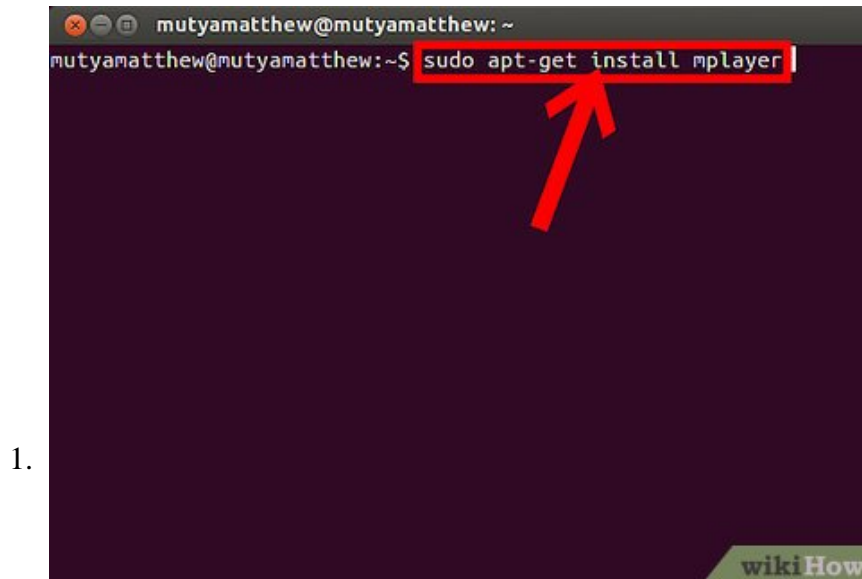 mutyamatthew@mutyamatthew: ~
mutyamatthew@mutyamatthew:~$ sudo apt-get install mplayer
1.
wikiHow